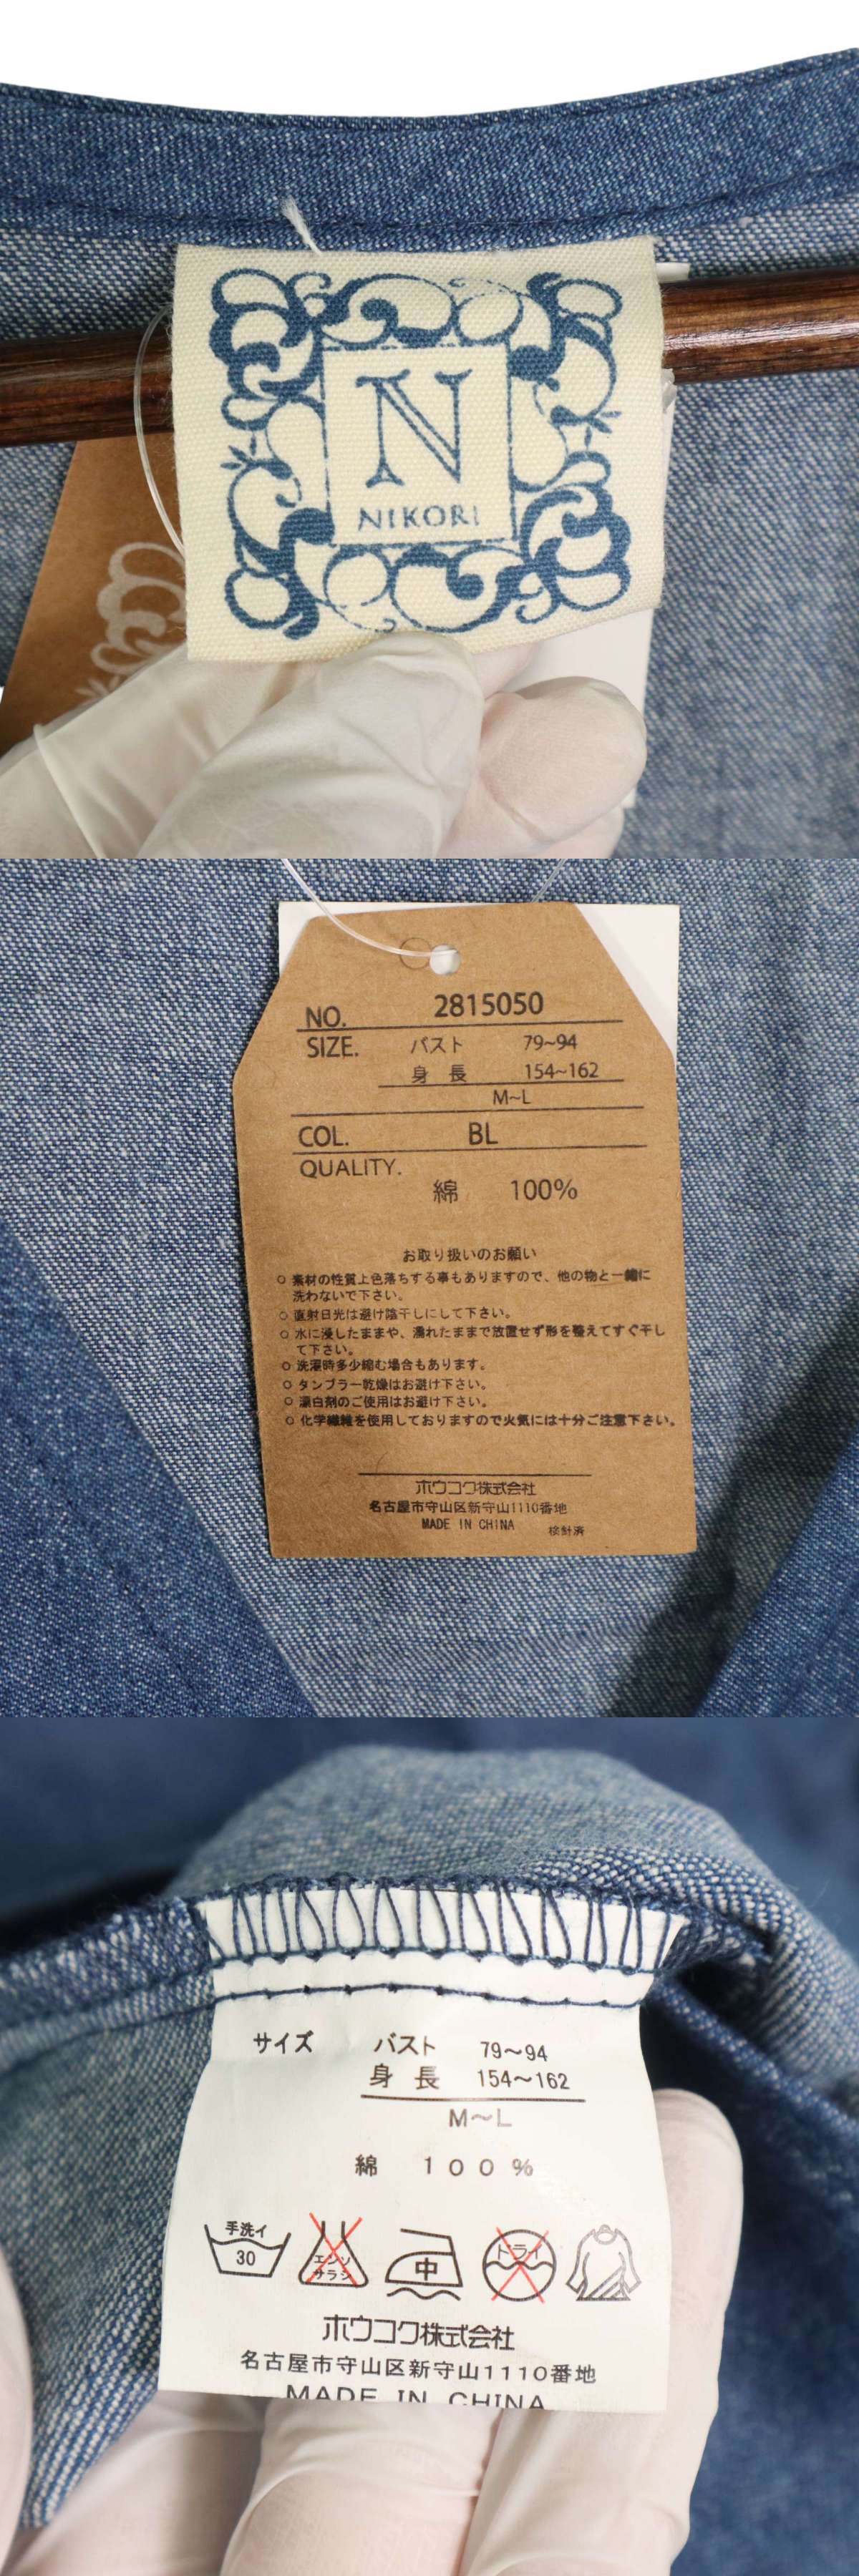 N
NIKORI
NO. 2815050
SIZE. バスト 79~94
身 長 154~162
M~L
COL. BL
QUALITY.
綿 100%
お取り扱いのお願い
○ 素材の性質上色落ちする事もありますので、他の物と一緒に
洗わないで下さい。
○ 直射日光は避け陰干しにして下さい。
○ 水に浸したままや、濡れたままで放置せず形を整えてすぐ干し
て下さい。
○ 洗濯時多少縮む場合もあります。
○ タンブラー乾燥はお避け下さい。
○ 漂白剤のご使用はお避け下さい。
○ 化学繊維を使用しておりますので火気には十分ご注意下さい。
ホウコク株式会社
名古屋市守山区新守山1110番地
MADE IN CHINA 検針済
サイズ バスト 79～94
身 長 154～162
M～L
綿 100%
手洗イ
30
エンソ
サラシ
中
ドライ
ホウコク株式会社
名古屋市守山区新守山1110番地
MADE IN CHINA